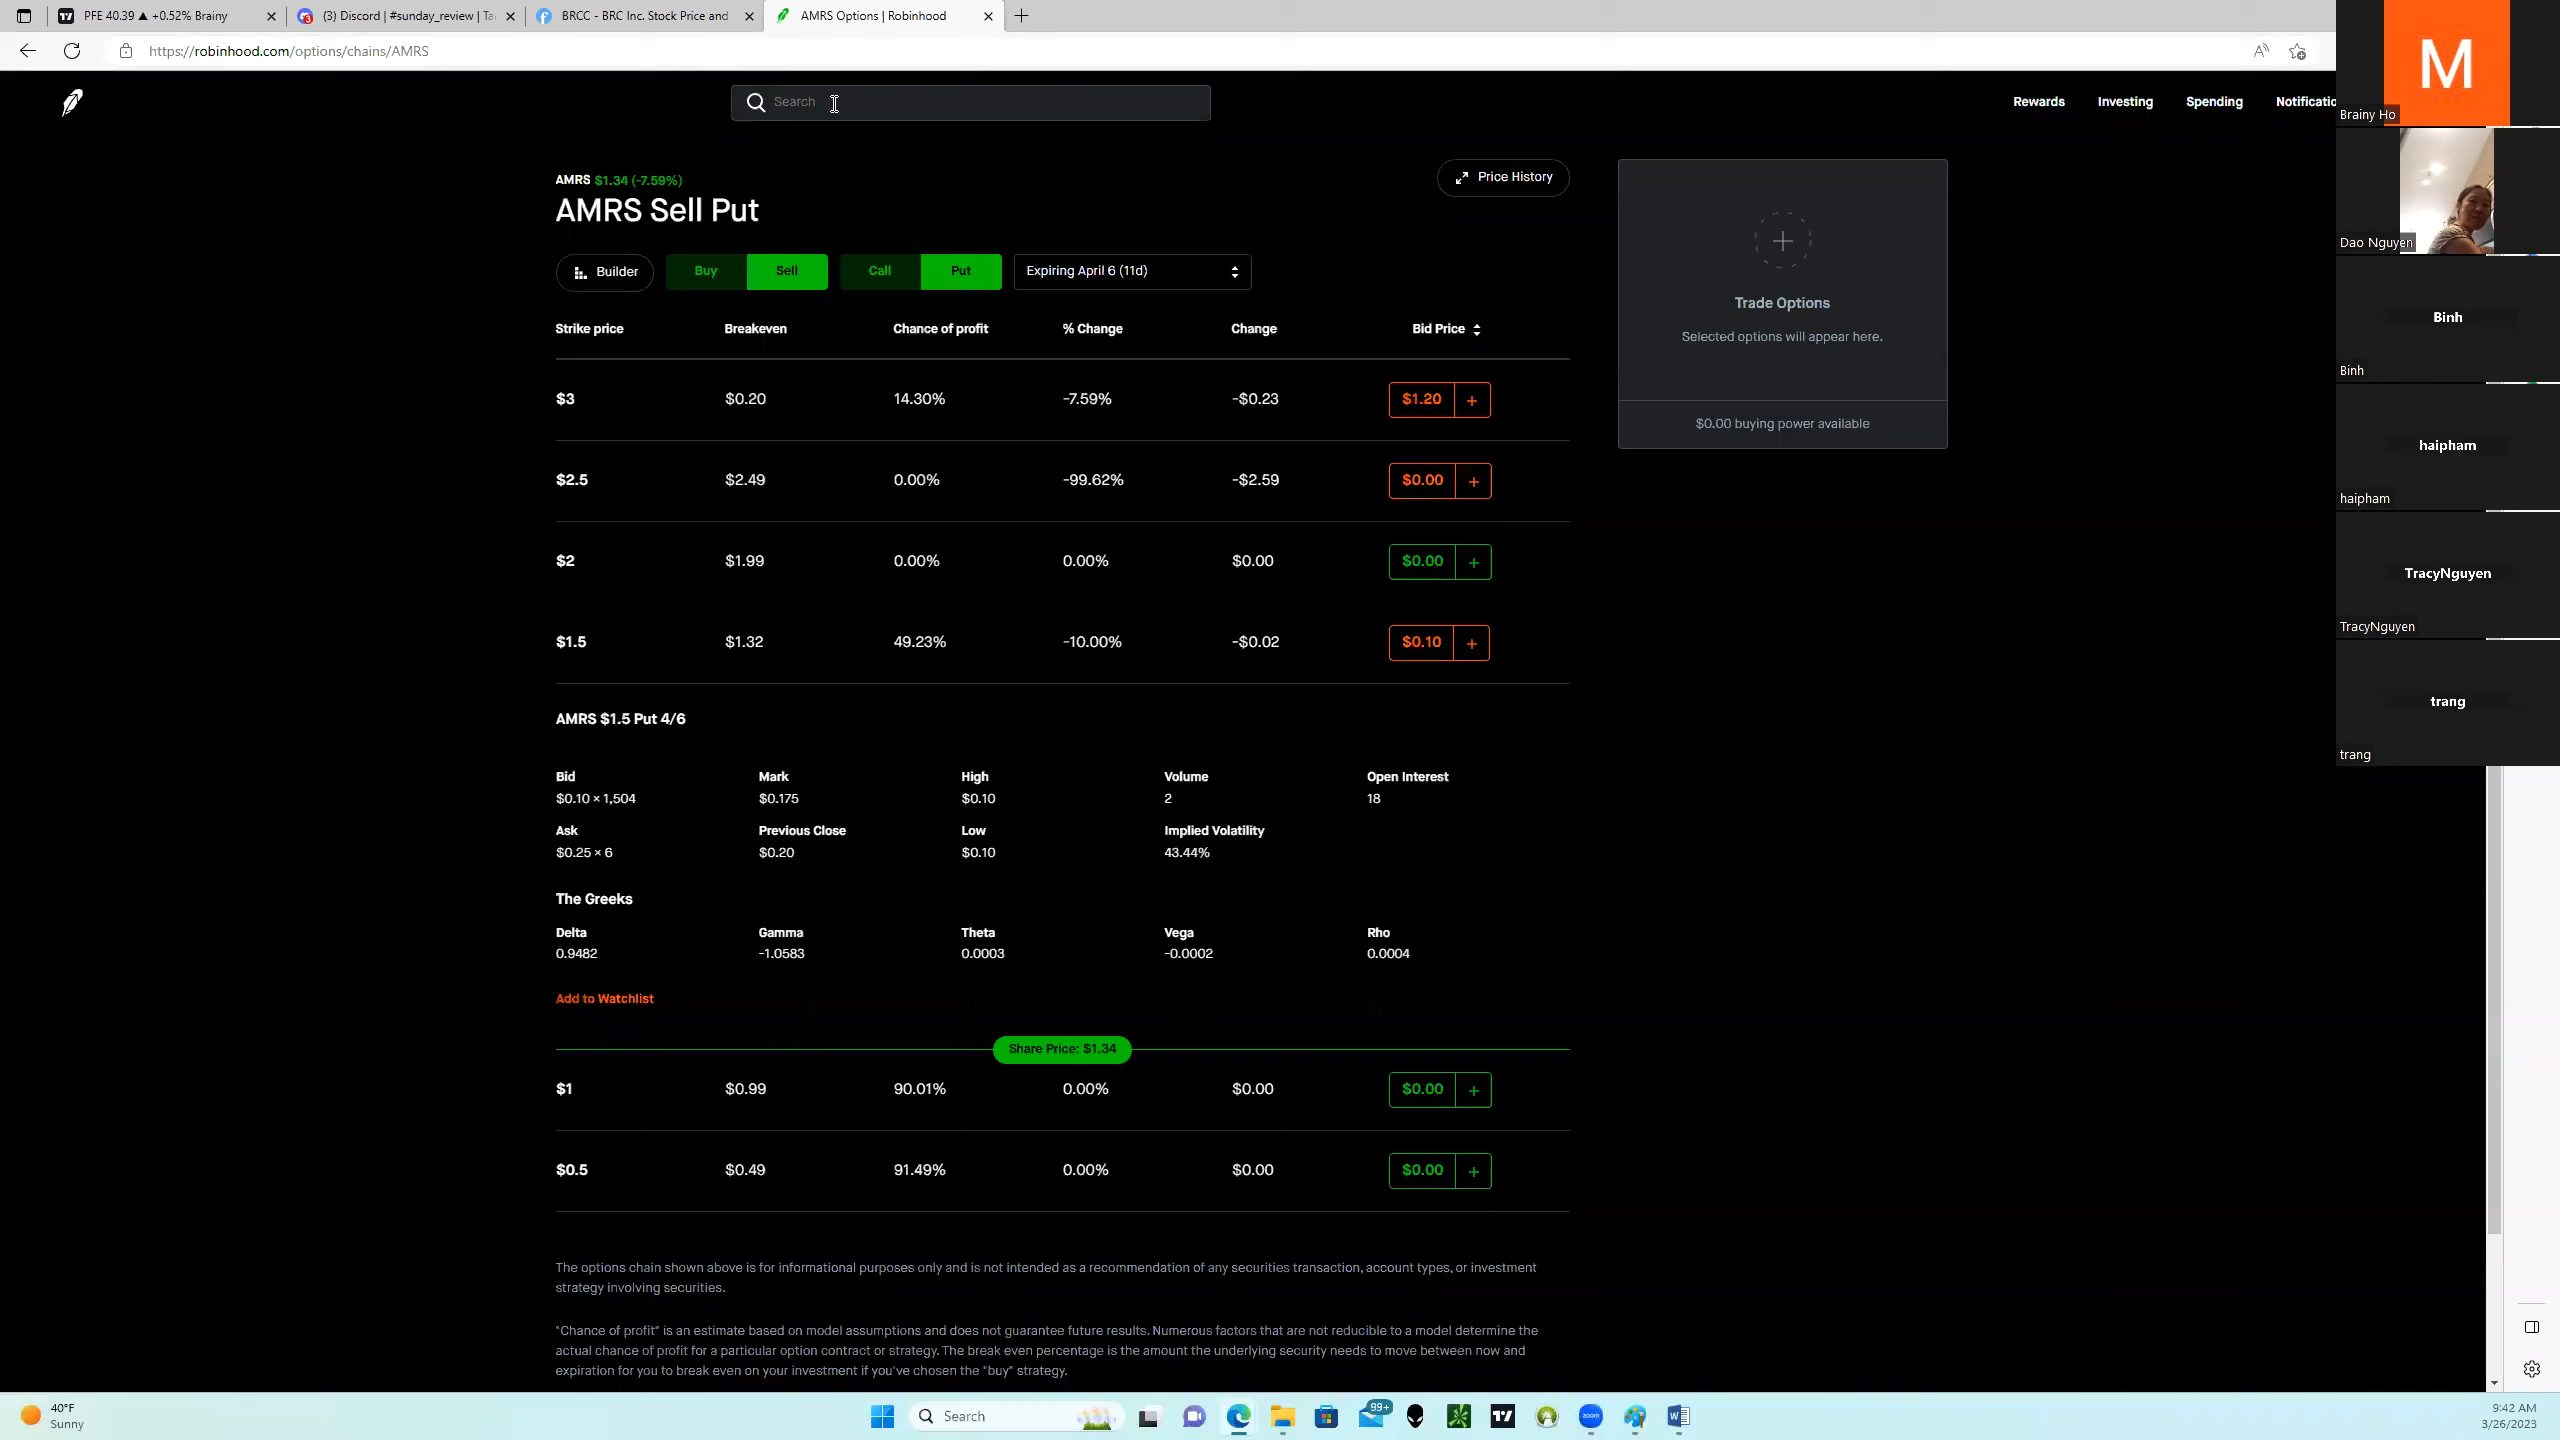 PFE 40.39 ▲ +0.52% Brainy
(3) Discord | #sunday_review | Ta
BRCC - BRC Inc. Stock Price and
AMRS Options | Robinhood
https://robinhood.com/options/chains/AMRS
Search
Rewards Investing Spending Notificatio
AMRS $1.34 (-7.59%)
AMRS Sell Put
Price History
Builder
Buy Sell
Call Put
Expiring April 6 (11d)
Strike price Breakeven Chance of profit % Change Change Bid Price
$3 $0.20 14.30% -7.59% -$0.23 $1.20 +
$2.5 $2.49 0.00% -99.62% -$2.59 $0.00 +
$2 $1.99 0.00% 0.00% $0.00 $0.00 +
$1.5 $1.32 49.23% -10.00% -$0.02 $0.10 +
AMRS $1.5 Put 4/6
Bid Mark High Volume Open Interest
$0.10 × 1,504 $0.175 $0.10 2 18
Ask Previous Close Low Implied Volatility
$0.25 × 6 $0.20 $0.10 43.44%
The Greeks
Delta Gamma Theta Vega Rho
0.9482 -1.0583 0.0003 -0.0002 0.0004
Add to Watchlist
Share Price: $1.34
$1 $0.99 90.01% 0.00% $0.00 $0.00 +
$0.5 $0.49 91.49% 0.00% $0.00 $0.00 +
The options chain shown above is for informational purposes only and is not intended as a recommendation of any securities transaction, account types, or investment
strategy involving securities.
"Chance of profit" is an estimate based on model assumptions and does not guarantee future results. Numerous factors that are not reducible to a model determine the
actual chance of profit for a particular option contract or strategy. The break even percentage is the amount the underlying security needs to move between now and
expiration for you to break even on your investment if you've chosen the "buy" strategy.
Trade Options
Selected options will appear here.
$0.00 buying power available
M
Brainy Ho
Dao Nguyen
Binh
Binh
haipham
haipham
TracyNguyen
TracyNguyen
trang
trang
40°F
Sunny
Search
99+
zoom
9:42 AM
3/26/2023